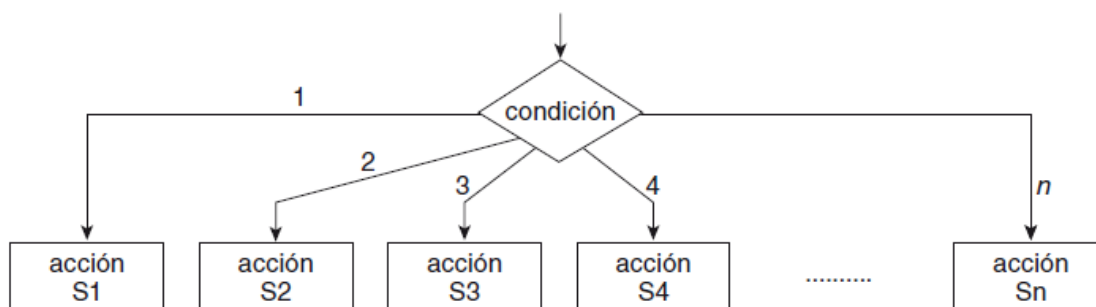 condición
1
2
3
4
n
acción
S1
acción
S2
acción
S3
acción
S4
..........
acción
Sn